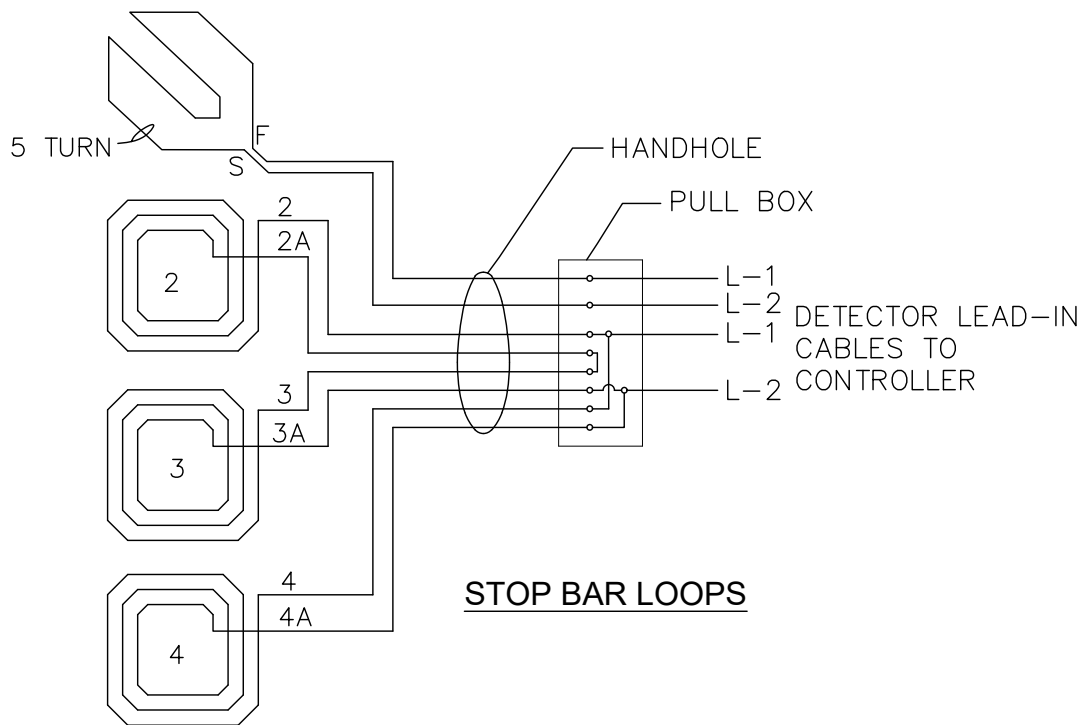 5 TURN
F
S
HANDHOLE
PULL BOX
2
2A
2
L-1
L-2
L-1
DETECTOR LEAD-IN
CABLES TO
CONTROLLER
L-2
3
3A
3
4
4A
4
STOP BAR LOOPS